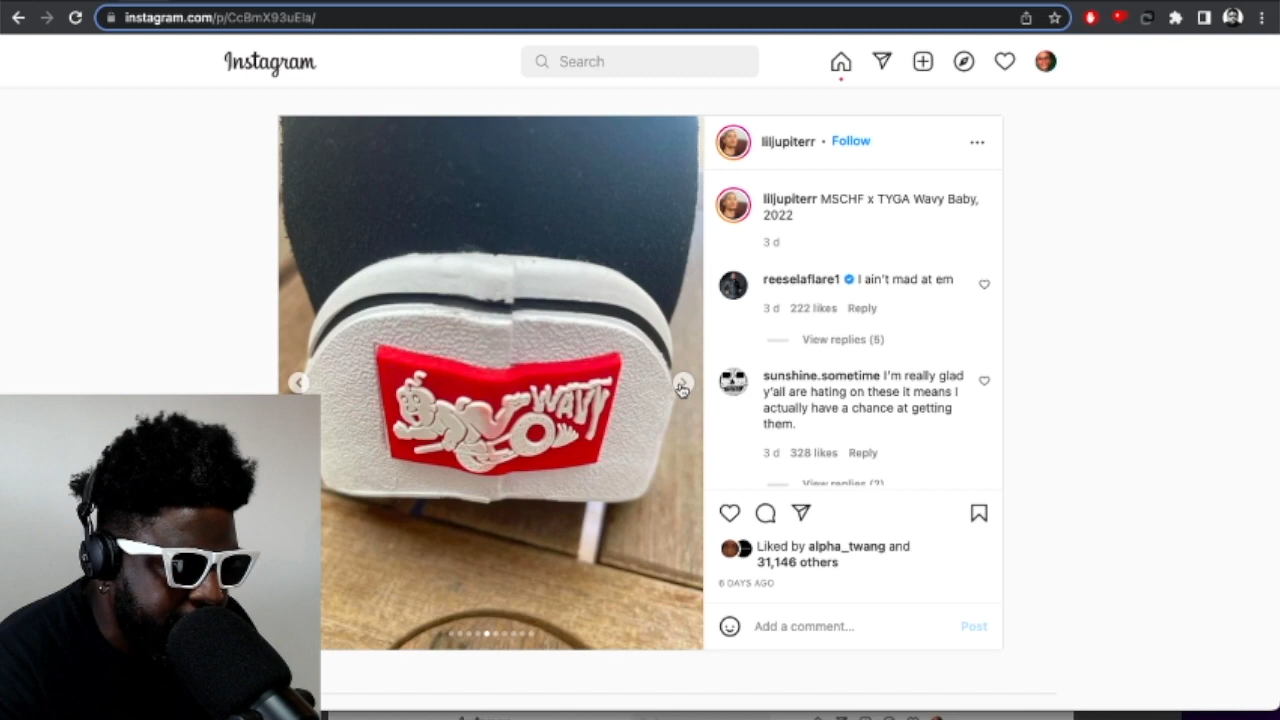 instagram.com/p/CcBmX93uEla/
Instagram
Search
liljupiterr • Follow
liljupiterr MSCHF x TYGA Wavy Baby,
2022
3 d
reeselaflare1 I ain't mad at em
3 d 222 likes Reply
View replies (5)
sunshine.sometime I'm really glad
y'all are hating on these it means I
actually have a chance at getting
them.
3 d 328 likes Reply
View replies (2)
WAVY
Liked by alpha_twang and
31,146 others
6 DAYS AGO
Add a comment...
Post